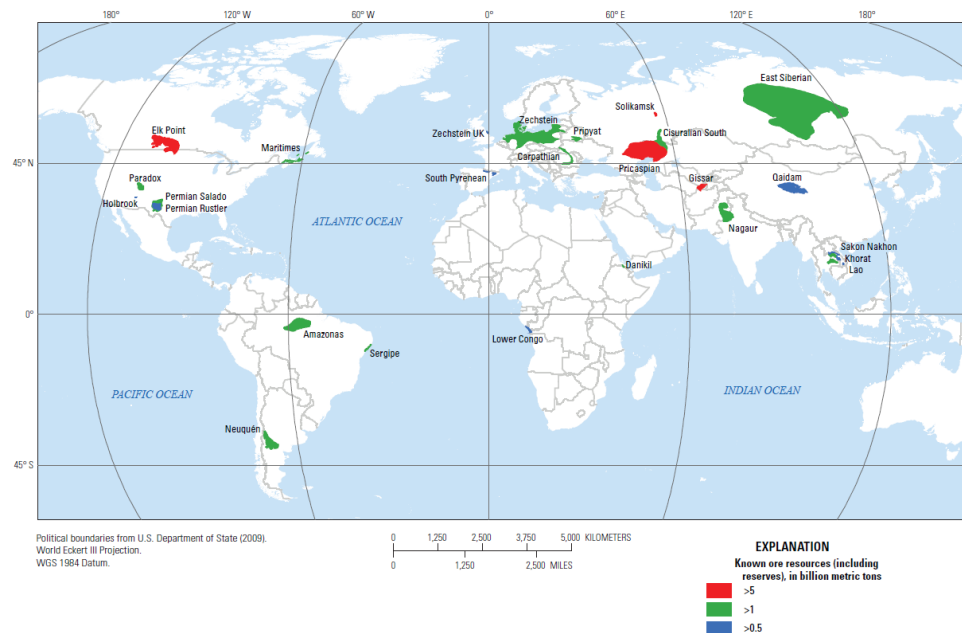 180° 120° W 60° W 0° 60° E 120 E 180°
East Siberian
Solikamsk
Elk Point
Zechstein
Zechstein UK
Pripyat
Cisuralian South
Maritimes
Carpathian
45° N
Pricaspian
Paradox
South Pyrenean
Gissar
Qaidam
Permian Salado
Holbrook
Permian Rustler
ATLANTIC OCEAN
Nagaur
Sakon Nakhon
Khorat
Danikil
Lao
0°
Amazonas
Lower Congo
Sergipe
PACIFIC OCEAN
INDIAN OCEAN
Neuquén
45° S
Political boundaries from U.S. Department of State (2009).
World Eckert III Projection.
WGS 1984 Datum.
0 1,250 2,500 3,750 5,000 KILOMETERS
0 1,250 2,500 MILES
EXPLANATION
Known ore resources (including
reserves), in billion metric tons
>5
>1
>0.5